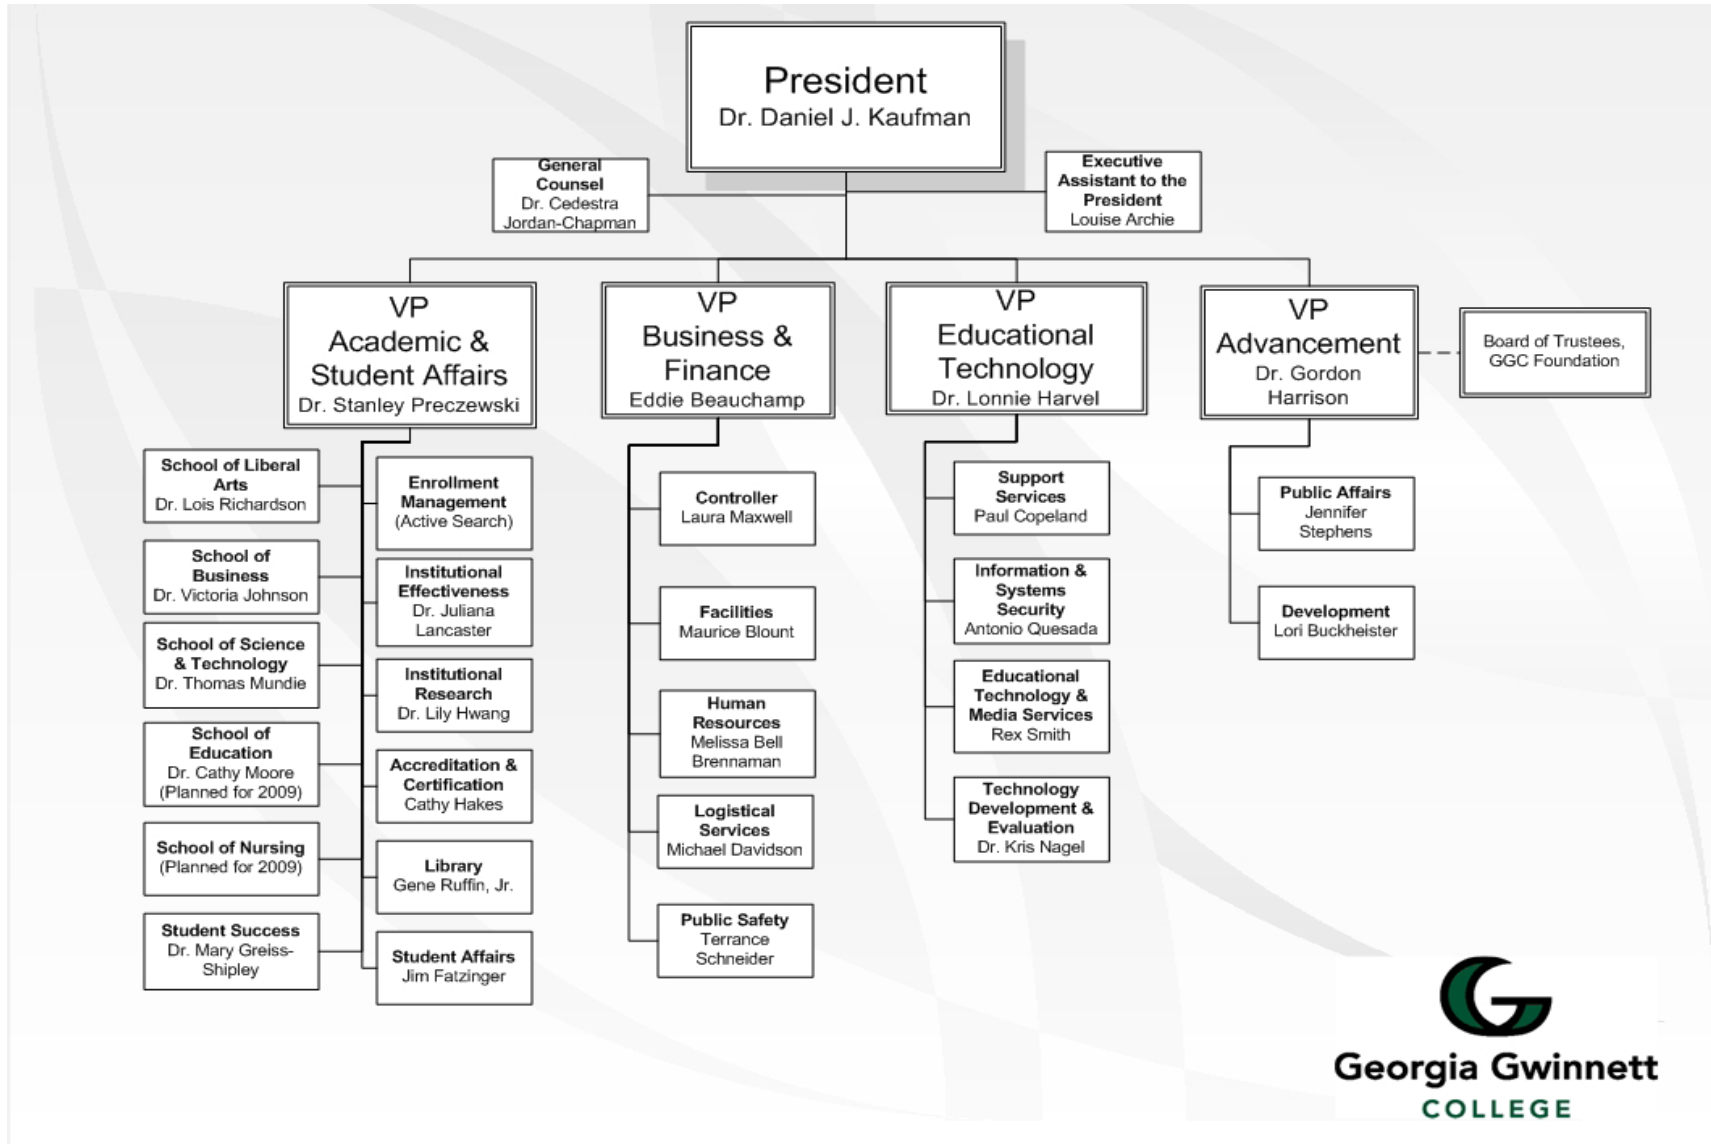 President
Dr. Daniel J. Kaufman
General
Counsel
Dr. Cedestra
Jordan-Chapman
Executive
Assistant to the
President
Louise Archie
VP
Academic &
Student Affairs
Dr. Stanley Preczewski
VP
Business &
Finance
Eddie Beauchamp
VP
Educational
Technology
Dr. Lonnie Harvel
VP
Advancement
Dr. Gordon
Harrison
Board of Trustees,
GGC Foundation
School of Liberal
Arts
Dr. Lois Richardson
School of
Business
Dr. Victoria Johnson
School of Science
& Technology
Dr. Thomas Mundie
School of
Education
Dr. Cathy Moore
(Planned for 2009)
School of Nursing
(Planned for 2009)
Student Success
Dr. Mary Greiss-
Shipley
Enrollment
Management
(Active Search)
Institutional
Effectiveness
Dr. Juliana
Lancaster
Institutional
Research
Dr. Lily Hwang
Accreditation &
Certification
Cathy Hakes
Library
Gene Ruffin, Jr.
Student Affairs
Jim Fatzinger
Controller
Laura Maxwell
Facilities
Maurice Blount
Human
Resources
Melissa Bell
Brennaman
Logistical
Services
Michael Davidson
Public Safety
Terrance
Schneider
Support
Services
Paul Copeland
Information &
Systems
Security
Antonio Quesada
Educational
Technology &
Media Services
Rex Smith
Technology
Development &
Evaluation
Dr. Kris Nagel
Public Affairs
Jennifer
Stephens
Development
Lori Buckheister
Georgia Gwinnett
COLLEGE